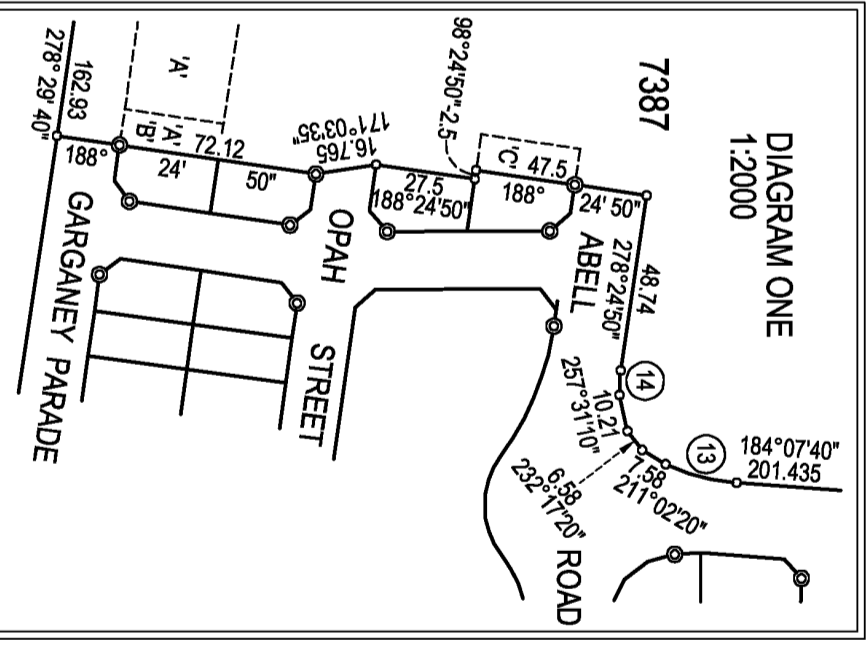 DIAGRAM ONE
1:2000
7387
184°07'40"
201.435
13
7.58
211°02'20"
6.58
232°17'20"
10.21
257°31'10"
14
48.74
278°24'50"
24' 50"
188°
47.5
'C'
98°24'50"-2.5
27.5
188°24'50"
16.765
171°03'35"
50"
72.12
24'
'A'
'B'
'A'
188°
162.93
278° 29' 40"
ABELL
ROAD
OPAH
STREET
GARGANEY PARADE